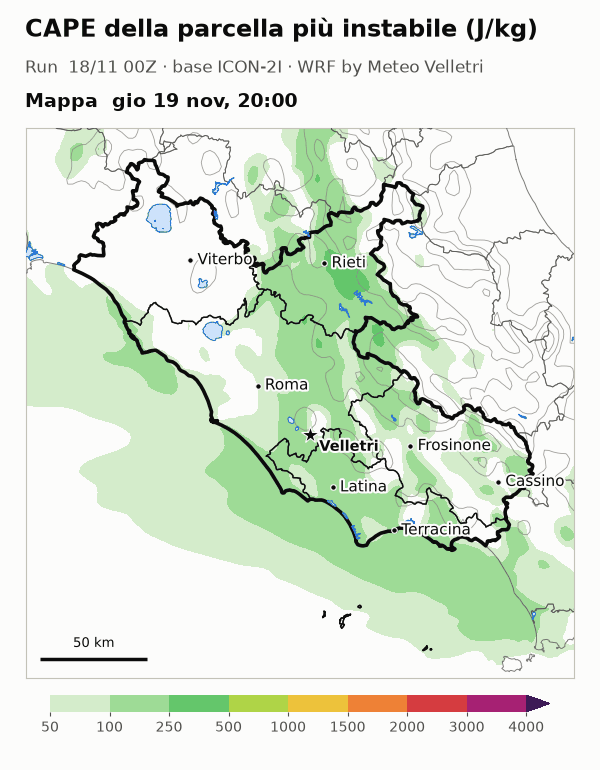 CAPE della parcella più instabile (J/kg)
Run  18/11 00Z · base ICON-2I · WRF by Meteo Velletri
Mappa  gio 19 nov, 20:00
Viterbo
Rieti
Roma
Velletri
Frosinone
Latina
Cassino
Terracina
50 km
50 100 250 500 1000 1500 2000 3000 4000